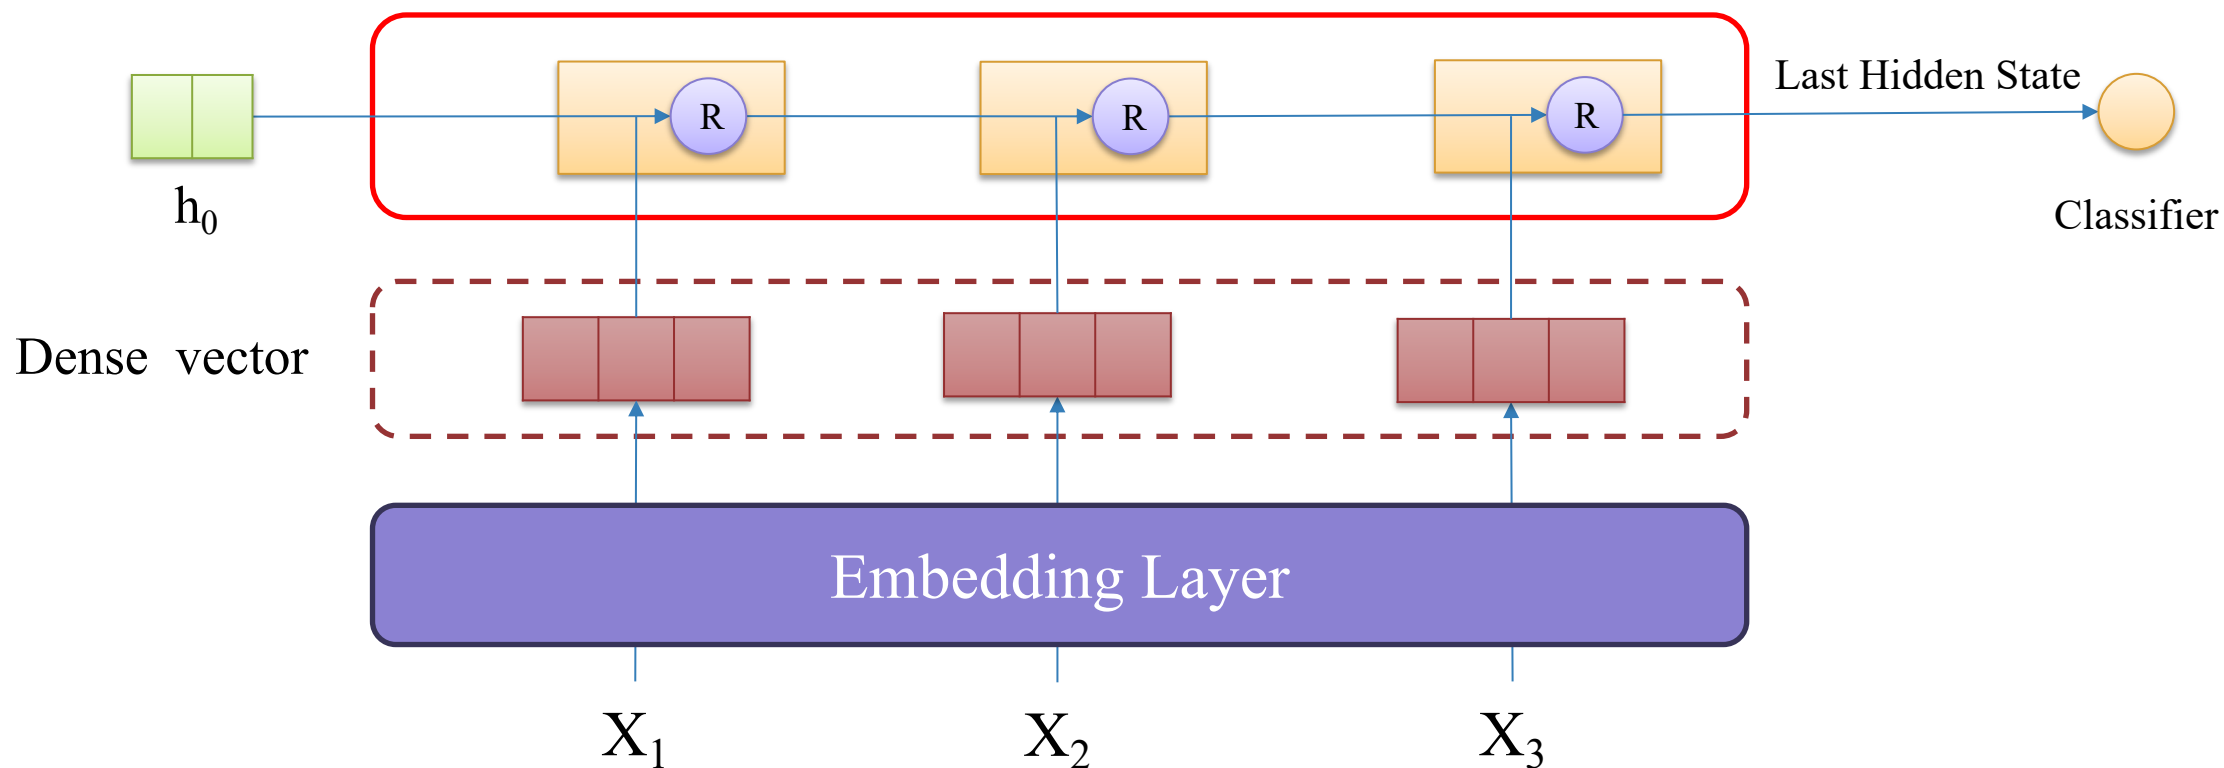 R
R
R
Last Hidden State
h₀
Classifier
Dense vector
Embedding Layer
X₁
X₂
X₃